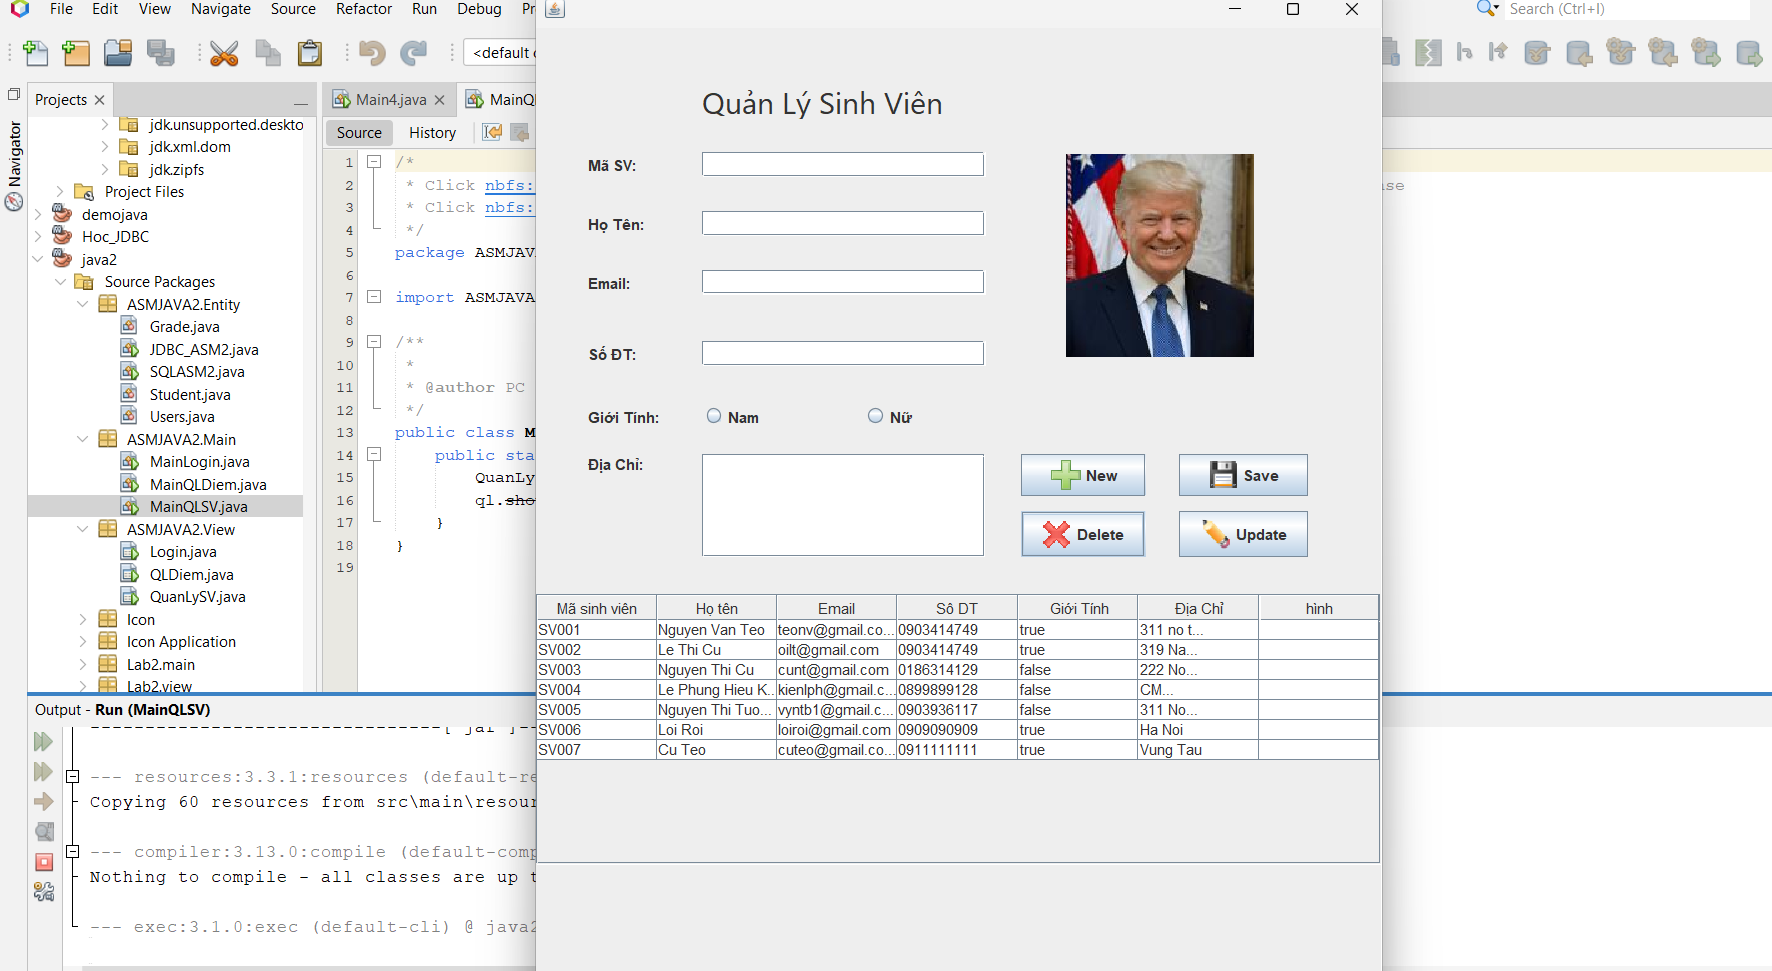 File Edit View Navigate Source Refactor Run Debug
Search (Ctrl+I)
<default
Projects
Main4.java
Navigator
Source History
jdk.unsupported.deskto
jdk.xml.dom
jdk.zipfs
Project Files
demojava
Hoc_JDBC
java2
Source Packages
ASMJAVA2.Entity
Grade.java
JDBC_ASM2.java
SQLASM2.java
Student.java
Users.java
ASMJAVA2.Main
MainLogin.java
MainQLDiem.java
MainQLSV.java
ASMJAVA2.View
Login.java
QLDiem.java
QuanLySV.java
Icon
Icon Application
Lab2.main
Lab2.view
1 /*
2 * Click nbfs:
3 * Click nbfs:
4 */
5 package ASMJAV
6
7 import ASMJAVA
8
9 /**
10 *
11 * @author PC
12 */
13 public class M
14 public sta
15 QuanLy
16 ql.sho
17 }
18 }
19
Quản Lý Sinh Viên
Mã SV:
Họ Tên:
Email:
Số ĐT:
Giới Tính: Nam Nữ
Địa Chỉ:
New Save
Delete Update
Mã sinh viên Họ tên Email Sô DT Giới Tính Địa Chỉ hình
SV001 Nguyen Van Teo teonv@gmail.co... 0903414749 true 311 no t...
SV002 Le Thi Cu oilt@gmail.com 0903414749 true 319 Na...
SV003 Nguyen Thi Cu cunt@gmail.com 0186314129 false 222 No...
SV004 Le Phung Hieu K... kienlph@gmail.c... 0899899128 false CM...
SV005 Nguyen Thi Tuo... vyntb1@gmail.c... 0903936117 false 311 No...
SV006 Loi Roi loiroi@gmail.com 0909090909 true Ha Noi
SV007 Cu Teo cuteo@gmail.co... 0911111111 true Vung Tau
Output - Run (MainQLSV)
--------------------------------[ jar ]--
--- resources:3.3.1:resources (default-re
Copying 60 resources from src\main\resour
--- compiler:3.13.0:compile (default-comp
Nothing to compile - all classes are up t
--- exec:3.1.0:exec (default-cli) @ java2